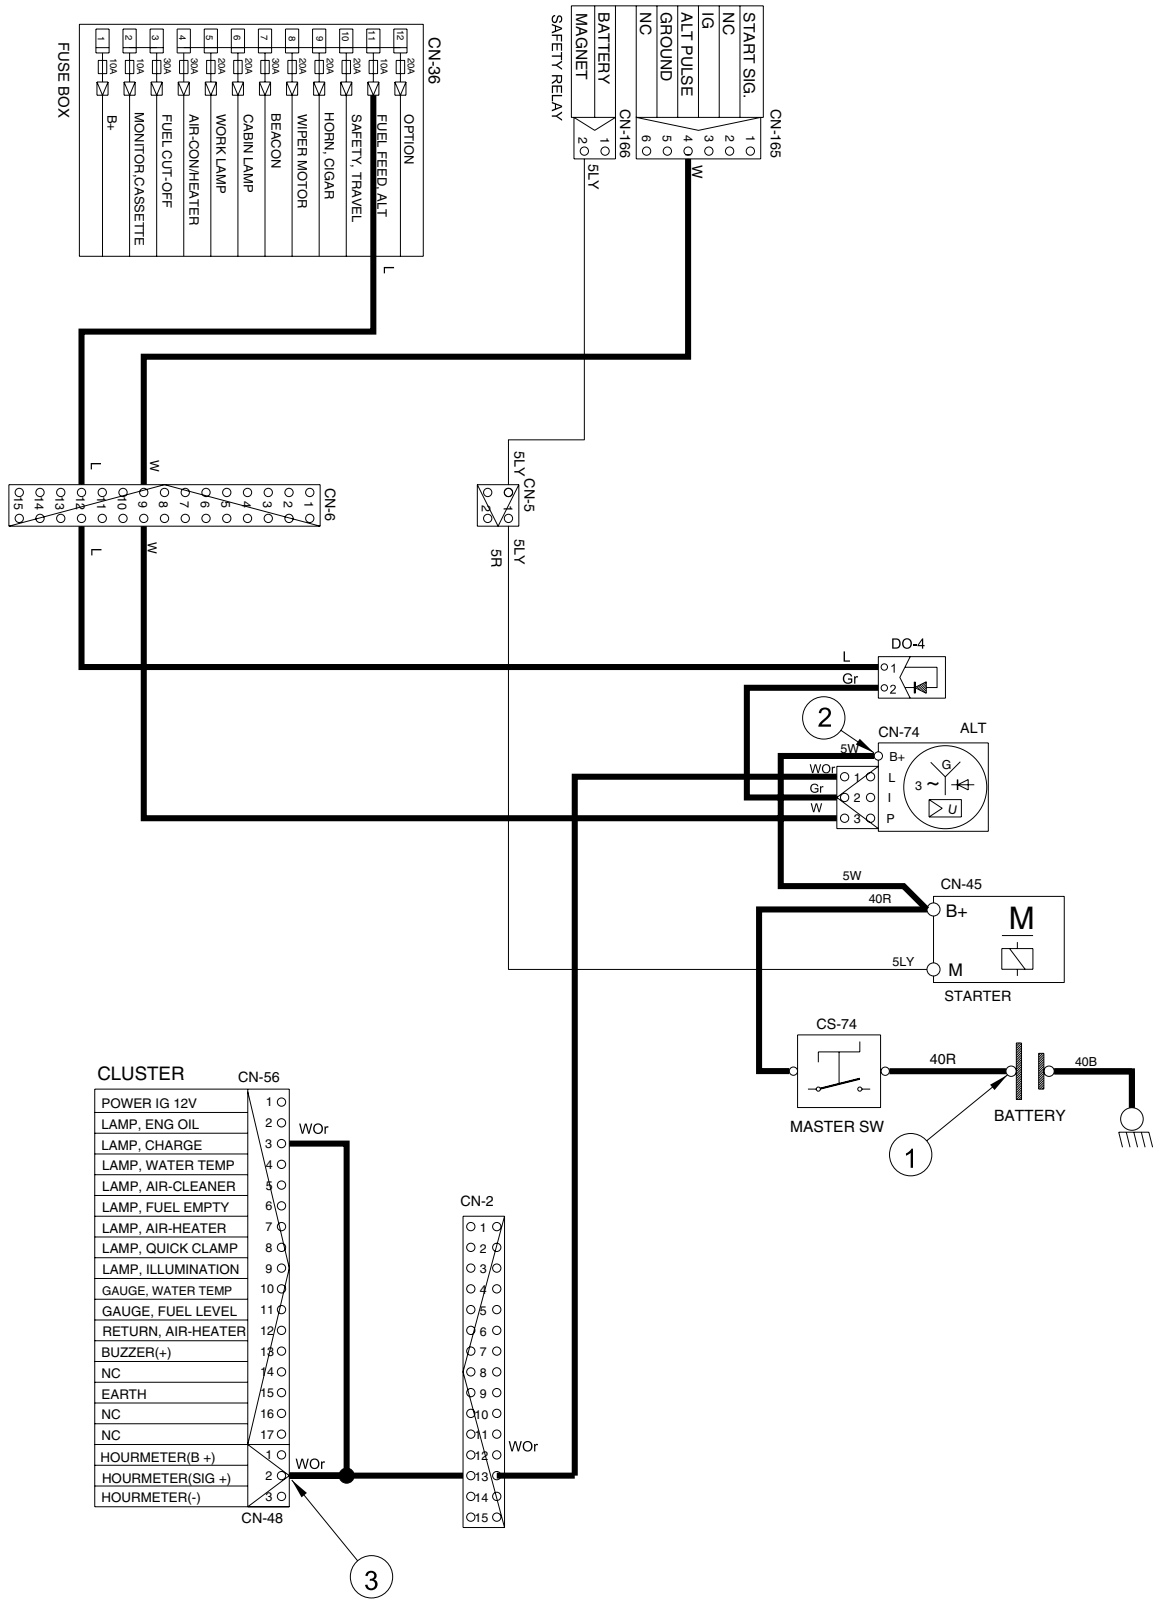 CN-36
FUSE BOX
1 2 3 4 5 6 7 8 9 10 11 12
10A 10A 30A 30A 20A 20A 30A 20A 20A 20A 10A 20A
B+
MONITOR,CASSETTE
FUEL CUT-OFF
AIR-CON/HEATER
WORK LAMP
CABIN LAMP
BEACON
WIPER MOTOR
HORN, CIGAR
SAFETY, TRAVEL
FUEL FEED, ALT
OPTION
L
SAFETY RELAY
MAGNET
BATTERY
CN-166
2 1
5LY
NC
GROUND
ALT PULSE
IG
NC
START SIG.
CN-165
6 5 4 3 2 1
W
L
W
CN-6
15 14 13 12 11 10 9 8 7 6 5 4 3 2 1
L
W
5LY
CN-5
2 1
5R
5LY
DO-4
L
1
Gr
2
2
CN-74
ALT
5W
B+
WOr
1
L
Gr
2
I
W
3
P
G
3 ~
U
5W
CN-45
40R
B+
M
5LY
M
STARTER
CS-74
MASTER SW
40R
40B
BATTERY
1
CLUSTER
CN-56
POWER IG 12V 1
LAMP, ENG OIL 2
LAMP, CHARGE 3
WOr
LAMP, WATER TEMP 4
LAMP, AIR-CLEANER 5
LAMP, FUEL EMPTY 6
LAMP, AIR-HEATER 7
LAMP, QUICK CLAMP 8
LAMP, ILLUMINATION 9
GAUGE, WATER TEMP 10
GAUGE, FUEL LEVEL 11
RETURN, AIR-HEATER 12
BUZZER(+) 13
NC 14
EARTH 15
NC 16
NC 17
HOURMETER(B +) 1
HOURMETER(SIG +) 2
WOr
HOURMETER(-) 3
CN-48
CN-2
1
2
3
4
5
6
7
8
9
10
11
12
13
14
15
WOr
3